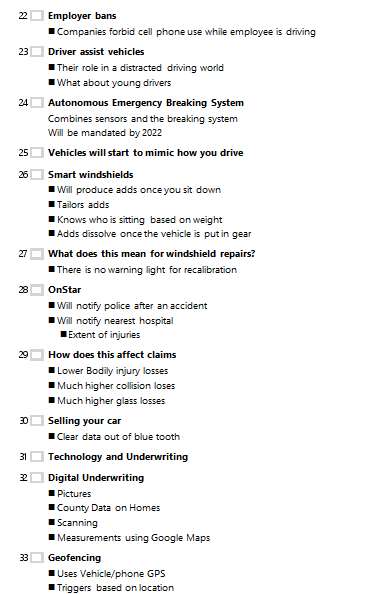 22 Employer bans
■ Companies forbid cell phone use while employee is driving
23 Driver assist vehicles
■ Their role in a distracted driving world
■ What about young drivers
24 Autonomous Emergency Breaking System
Combines sensors and the breaking system
Will be mandated by 2022
25 Vehicles will start to mimic how you drive
26 Smart windshields
■ Will produce adds once you sit down
■ Tailors adds
■ Knows who is sitting based on weight
■ Adds dissolve once the vehicle is put in gear
27 What does this mean for windshield repairs?
■ There is no warning light for recalibration
28 OnStar
■ Will notify police after an accident
■ Will notify nearest hospital
■ Extent of injuries
29 How does this affect claims
■ Lower Bodily injury losses
■ Much higher collision loses
■ Much higher glass losses
30 Selling your car
■ Clear data out of blue tooth
31 Technology and Underwriting
32 Digital Underwriting
■ Pictures
■ County Data on Homes
■ Scanning
■ Measurements using Google Maps
33 Geofencing
■ Uses Vehicle/phone GPS
■ Triggers based on location